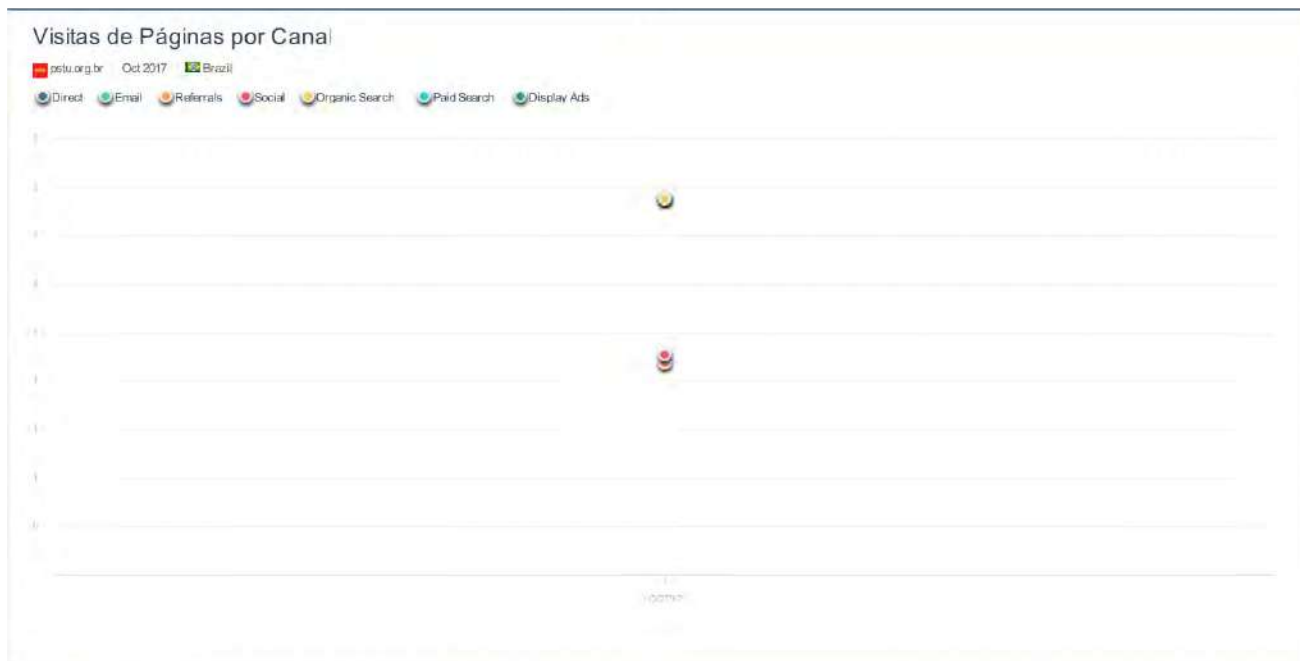 Visitas de Páginas por Canal
pstu.org.br Oct 2017 Brazil
Direct Email Referrals Social Organic Search Paid Search Display Ads